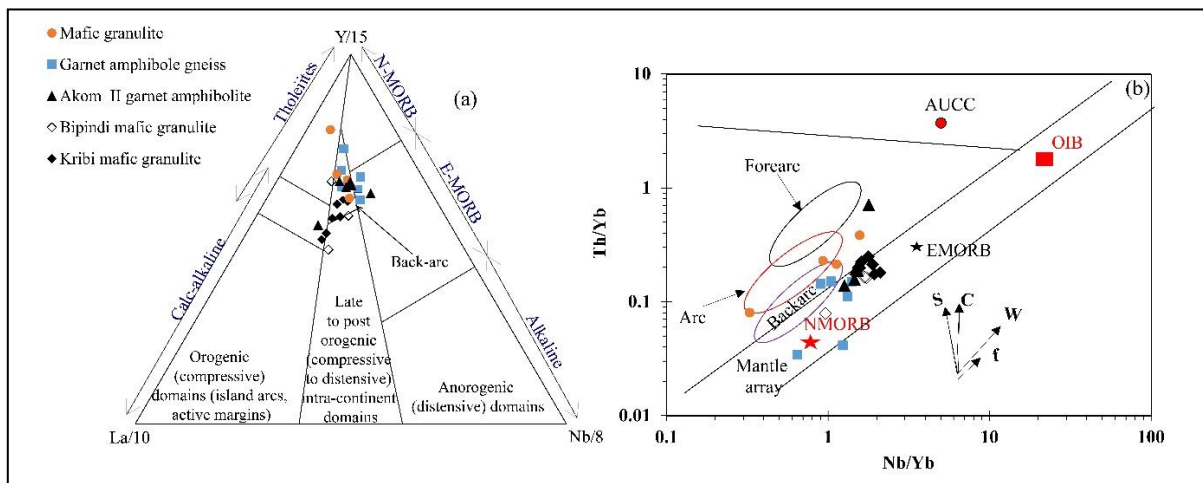 Mafic granulite
Garnet amphibole gneiss
Akom II garnet amphibolite
Bipindi mafic granulite
Kribi mafic granulite
Y/15
(a)
Tholeiites
Calc-alkaline
N-MORB
E-MORB
Alkaline
Back-arc
Orogenic
(compressive)
domains (island arcs,
active margins)
Late
to post
orogenic
(compressive
to distensive)
intra-continent
domains
Anorogenic
(distensive) domains
La/10
Nb/8
(b)
Th/Yb
10
1
0.1
0.01
AUCC
OIB
Forearc
EMORB
Arc
Backarc
NMORB
Mantle
array
S
C
W
f
0.1
1
10
100
Nb/Yb